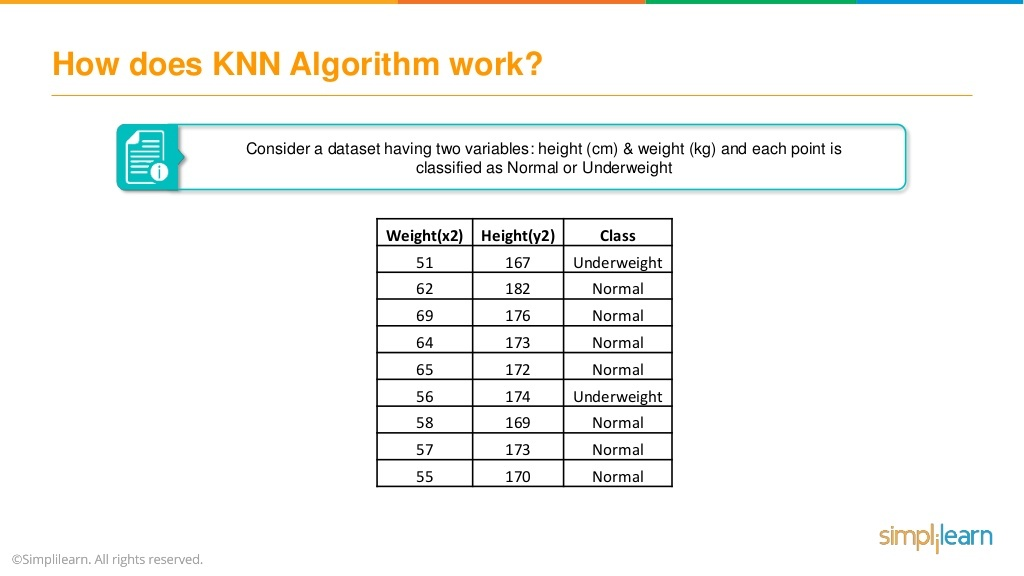 How does KNN Algorithm work?
Consider a dataset having two variables: height (cm) & weight (kg) and each point is
classified as Normal or Underweight
Weight(x2) Height(y2) Class
51 167 Underweight
62 182 Normal
69 176 Normal
64 173 Normal
65 172 Normal
56 174 Underweight
58 169 Normal
57 173 Normal
55 170 Normal
simplilearn
©Simplilearn. All rights reserved.